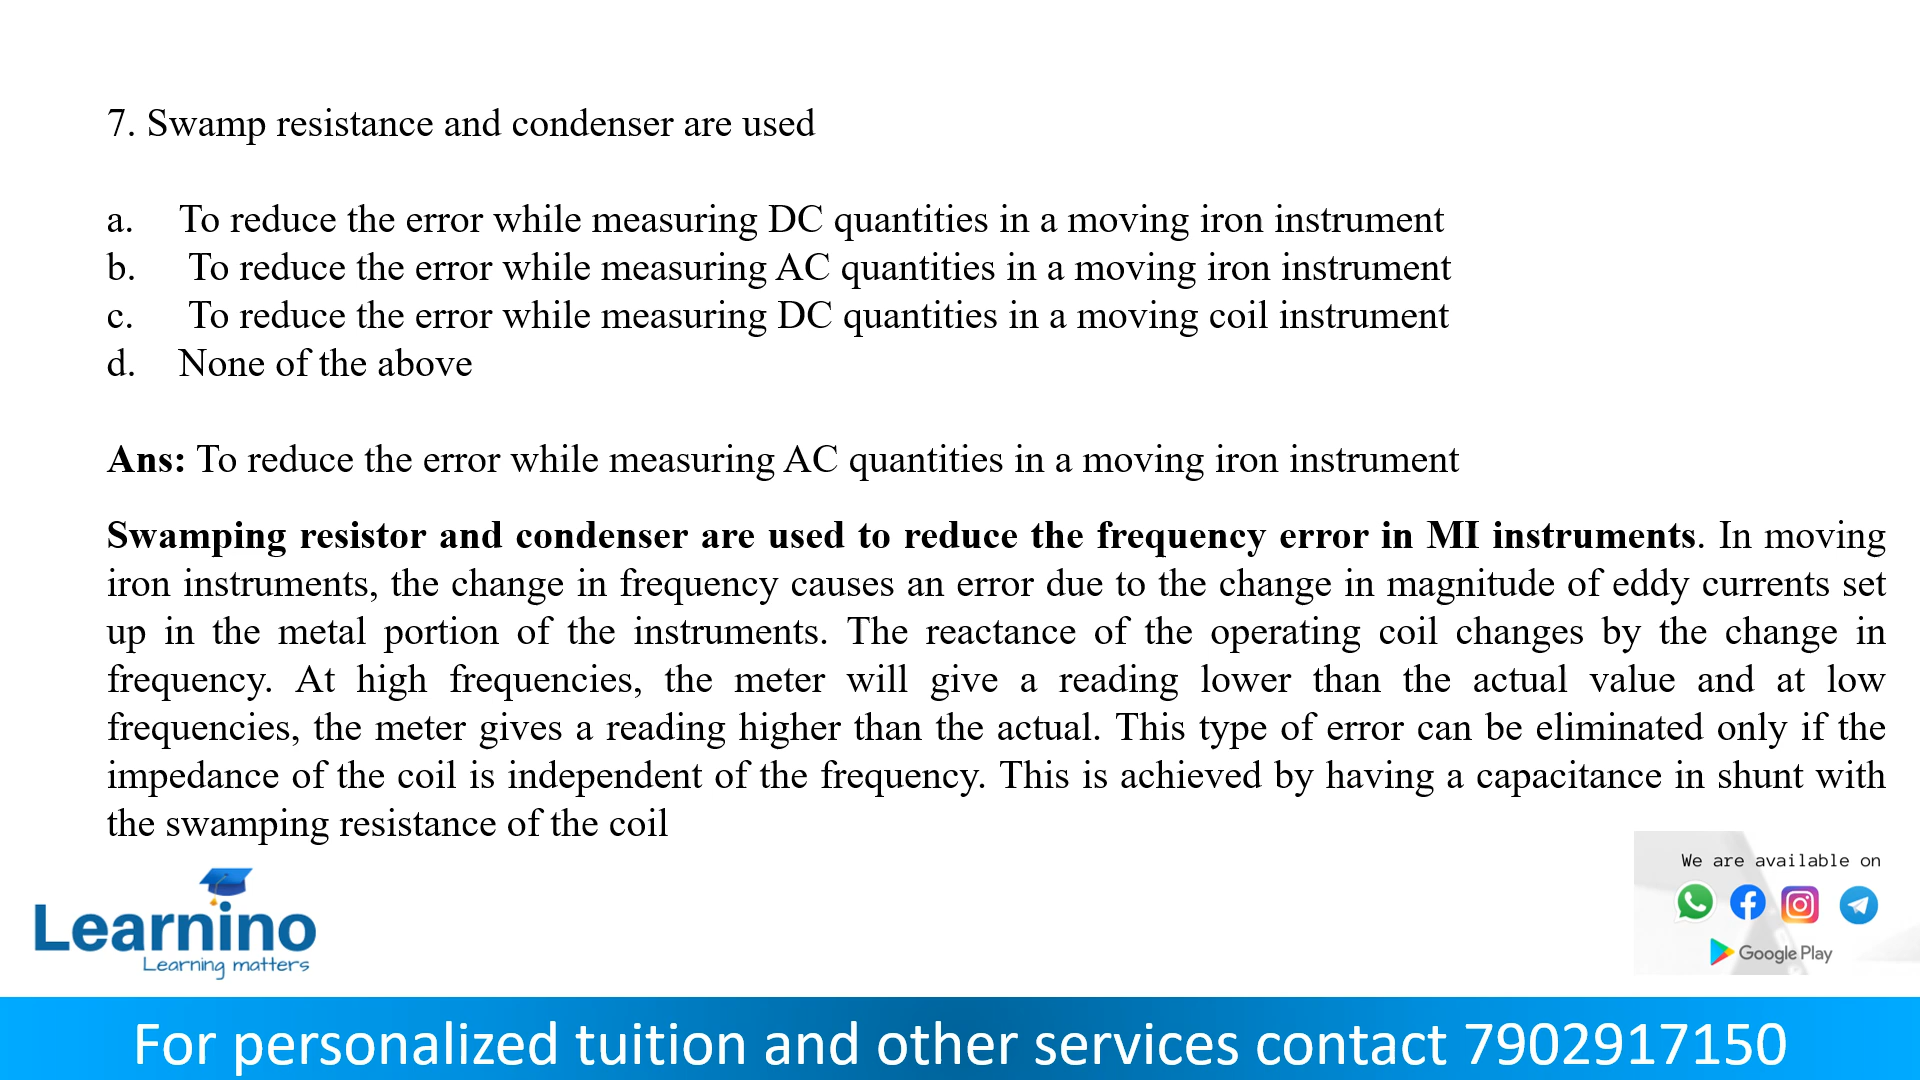 7. Swamp resistance and condenser are used
a. To reduce the error while measuring DC quantities in a moving iron instrument
b. To reduce the error while measuring AC quantities in a moving iron instrument
c. To reduce the error while measuring DC quantities in a moving coil instrument
d. None of the above
Ans: To reduce the error while measuring AC quantities in a moving iron instrument
Swamping resistor and condenser are used to reduce the frequency error in MI instruments. In moving
iron instruments, the change in frequency causes an error due to the change in magnitude of eddy currents set
up in the metal portion of the instruments. The reactance of the operating coil changes by the change in
frequency. At high frequencies, the meter will give a reading lower than the actual value and at low
frequencies, the meter gives a reading higher than the actual. This type of error can be eliminated only if the
impedance of the coil is independent of the frequency. This is achieved by having a capacitance in shunt with
the swamping resistance of the coil
Learnino
Learning matters
We are available on
Google Play
For personalized tuition and other services contact 7902917150